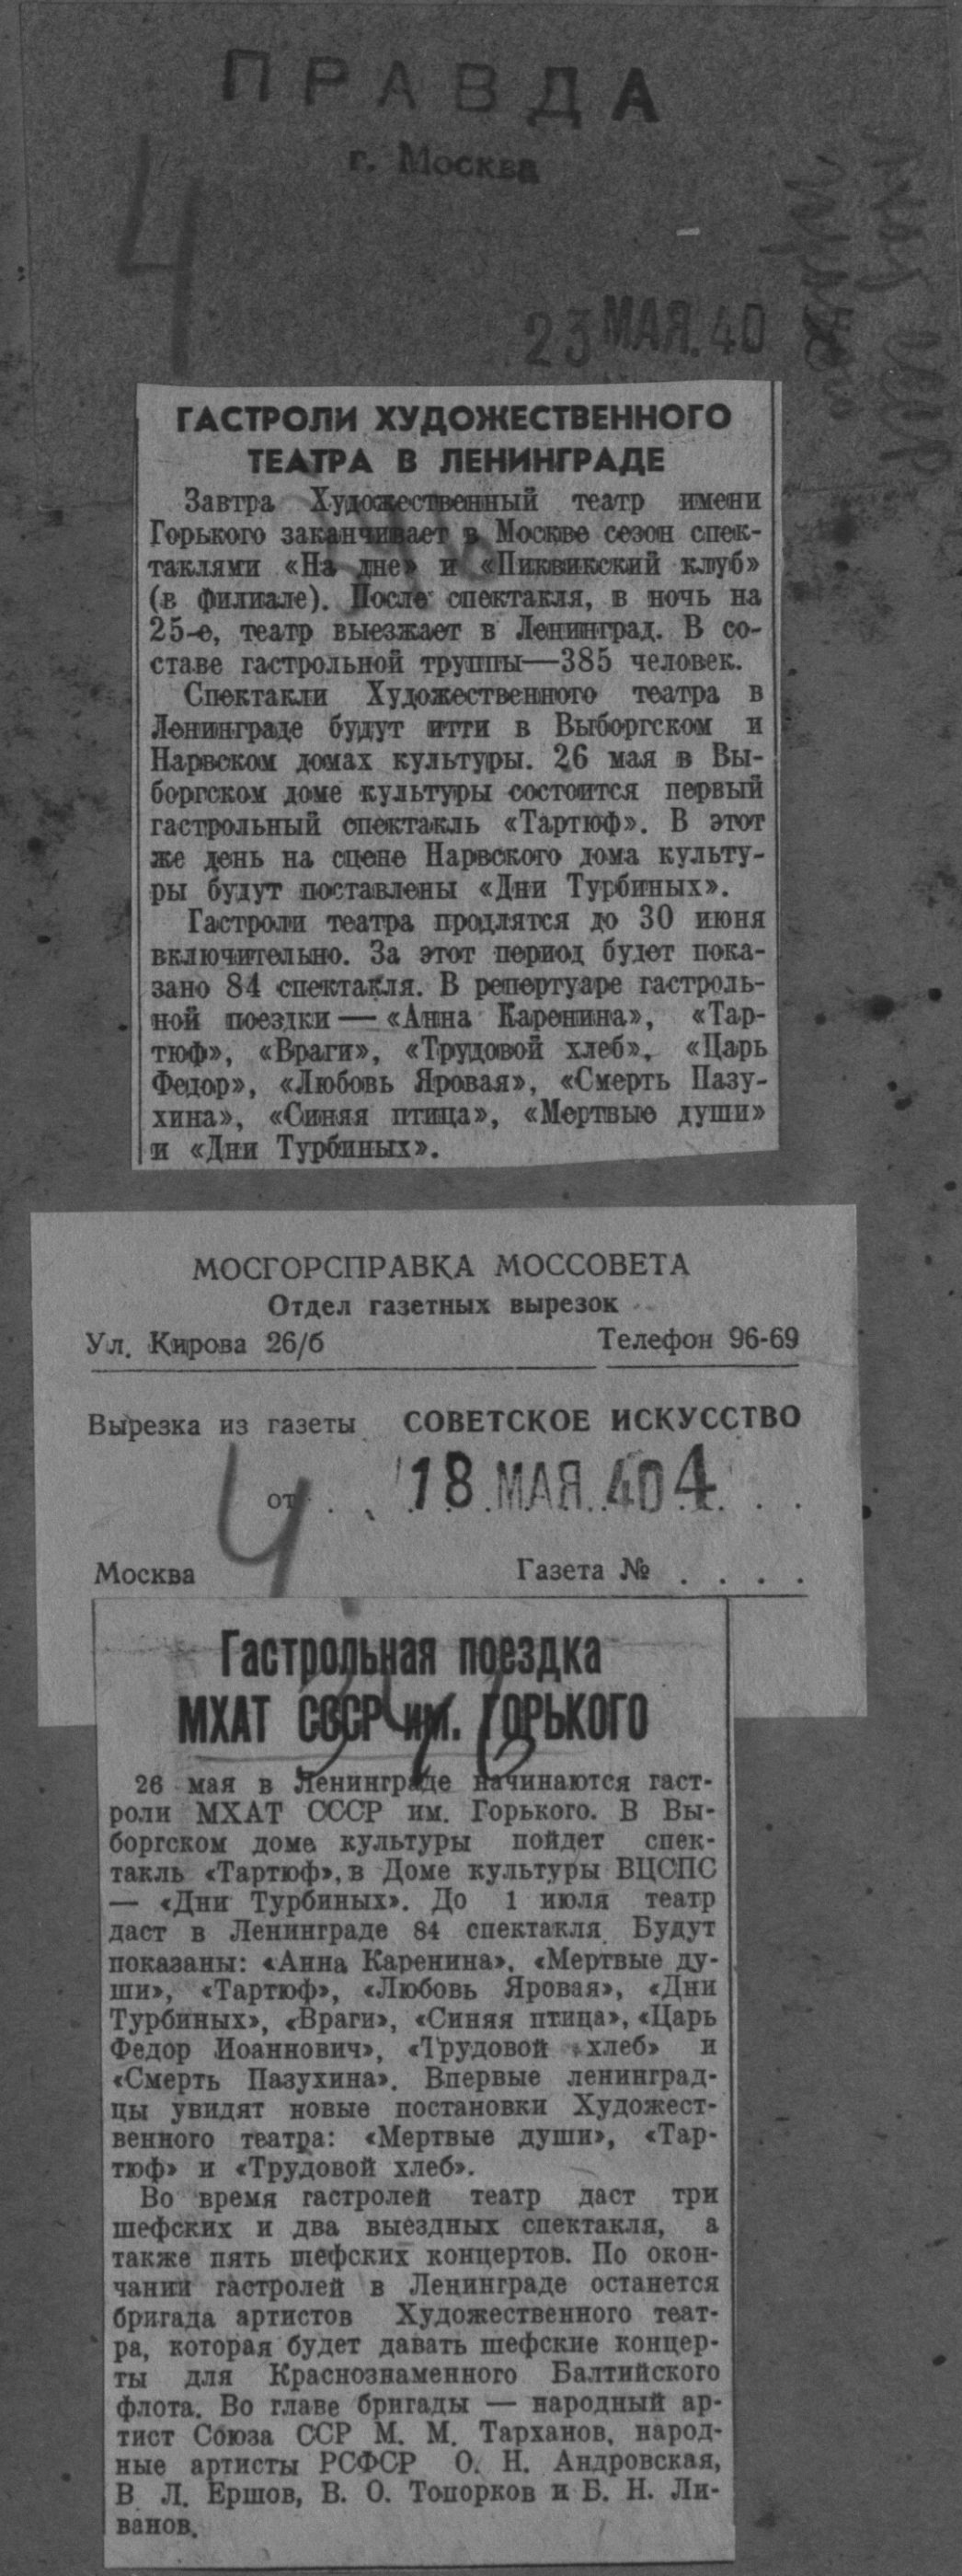 ПРАВДА
г. Москва
4
23 МАЯ. 40
ГАСТРОЛИ ХУДОЖЕСТВЕННОГО
ТЕАТРА В ЛЕНИНГРАДЕ
Завтра Художественный театр имени
Горького заканчивает в Москве сезон спек-
таклями «На дне» и «Пиквикский клуб»
(в филиале). После спектакля, в ночь на
25-е, театр выезжает в Ленинград. В со-
ставе гастрольной труппы—385 человек.
Спектакли Художественного театра в
Ленинграде будут итти в Выборгском и
Нарвском домах культуры. 26 мая в Вы-
боргском доме культуры состоится первый
гастрольный спектакль «Тартюф». В этот
же день на сцене Нарвского дома культу-
ры будут поставлены «Дни Турбиных».
Гастроли театра продлятся до 30 июня
включительно. За этот период будет пока-
зано 84 спектакля. В репертуаре гастроль-
ной поездки — «Анна Каренина», «Тар-
тюф», «Враги», «Трудовой хлеб», «Царь
Федор», «Любовь Яровая», «Смерть Пазу-
хина», «Синяя птица», «Мертвые души»
и «Дни Турбиных».
МОСГОРСПРАВКА МОССОВЕТА
Отдел газетных вырезок
Ул. Кирова 26/б Телефон 96-69
Вырезка из газеты СОВЕТСКОЕ ИСКУССТВО
от . . 18 МАЯ. 40 4 . . .
4
Москва Газета № . . . .
Гастрольная поездка
МХАТ СССР им. ГОРЬКОГО
26 мая в Ленинграде начинаются гаст-
роли МХАТ СССР им. Горького. В Вы-
боргском доме культуры пойдет спек-
такль «Тартюф», в Доме культуры ВЦСПС
— «Дни Турбиных». До 1 июля театр
даст в Ленинграде 84 спектакля Будут
показаны: «Анна Каренина», «Мертвые ду-
ши», «Тартюф», «Любовь Яровая», «Дни
Турбиных», «Враги», «Синяя птица», «Царь
Федор Иоаннович», «Трудовой хлеб» и
«Смерть Пазухина». Впервые ленинград-
цы увидят новые постановки Художест-
венного театра: «Мертвые души», «Тар-
тюф» и «Трудовой хлеб».
Во время гастролей театр даст три
шефских и два выездных спектакля, а
также пять шефских концертов. По окон-
чании гастролей в Ленинграде останется
бригада артистов Художественного теат-
ра, которая будет давать шефские концер-
ты для Краснознаменного Балтийского
флота. Во главе бригады — народный ар-
тист Союза ССР М. М. Тарханов, народ-
ные артисты РСФСР О. Н. Андровская,
В Л. Ершов, В. О. Топорков и Б. Н. Ли-
ванов.